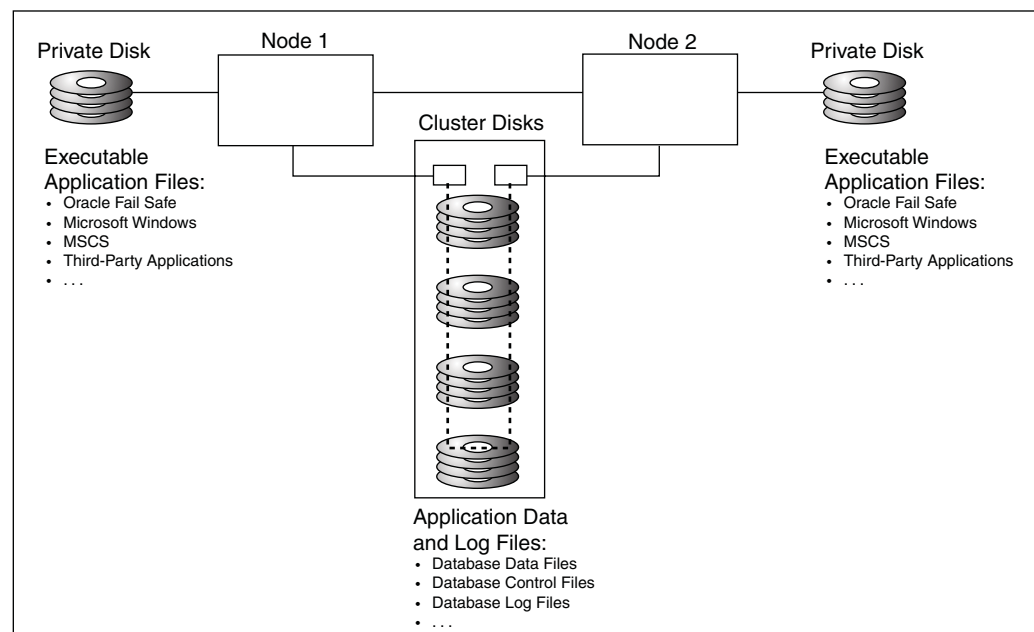 Private Disk
Node 1
Node 2
Private Disk
Cluster Disks
Executable
Application Files:
• Oracle Fail Safe
• Microsoft Windows
• MSCS
• Third-Party Applications
• . . .
Executable
Application Files:
• Oracle Fail Safe
• Microsoft Windows
• MSCS
• Third-Party Applications
• . . .
Application Data
and Log Files:
• Database Data Files
• Database Control Files
• Database Log Files
• . . .